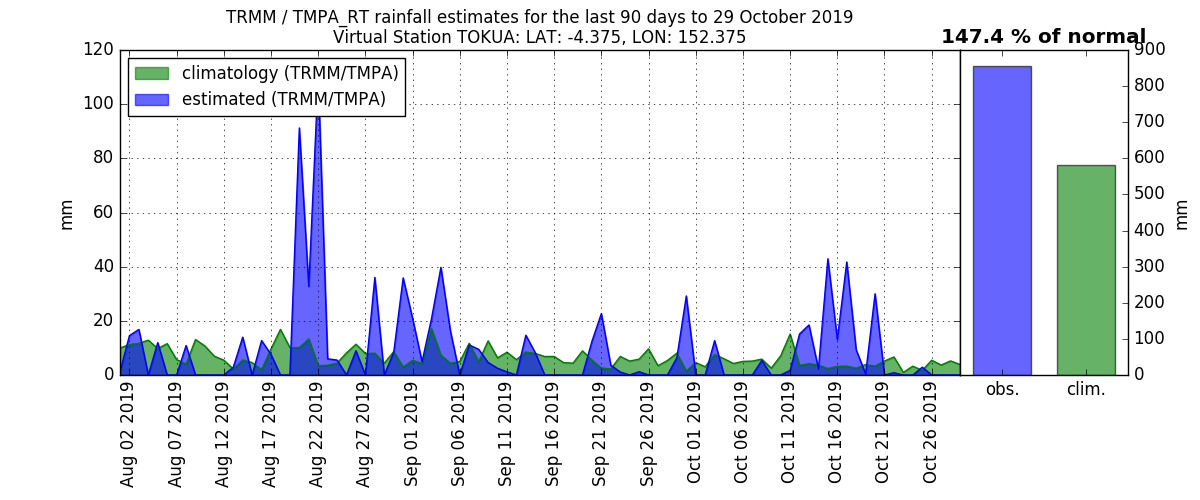 TRMM / TMPA_RT rainfall estimates for the last 90 days to 29 October 2019
Virtual Station TOKUA: LAT: -4.375, LON: 152.375
147.4 % of normal
climatology (TRMM/TMPA)
estimated (TRMM/TMPA)
120
100
80
60
40
20
0
mm
Aug 02 2019
Aug 07 2019
Aug 12 2019
Aug 17 2019
Aug 22 2019
Aug 27 2019
Sep 01 2019
Sep 06 2019
Sep 11 2019
Sep 16 2019
Sep 21 2019
Sep 26 2019
Oct 01 2019
Oct 06 2019
Oct 11 2019
Oct 16 2019
Oct 21 2019
Oct 26 2019
obs.
clim.
900
800
700
600
500
400
300
200
100
0
mm